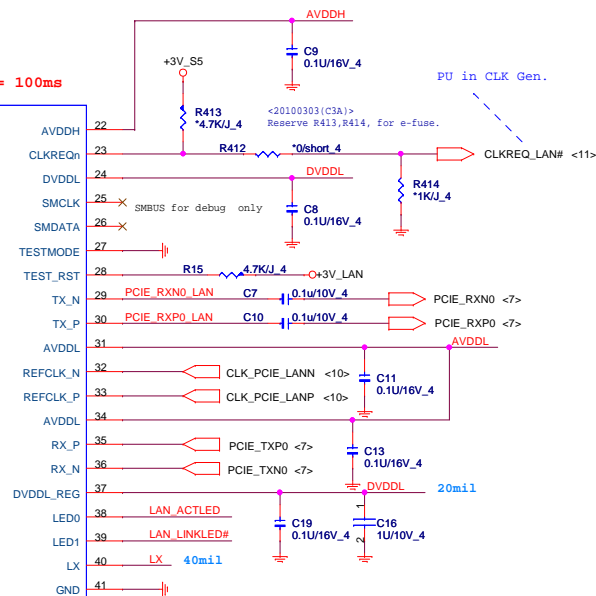 AVDDH
C9
0.1U/16V_4
+3V_S5
PU in CLK Gen.
= 100ms
R413
*4.7K/J_4
<20100303(C3A)>
Reserve R413,R414, for e-fuse.
AVDDH 22
CLKREQn 23
R412 *0/short_4
CLKREQ_LAN# <11>
DVDDL 24
DVDDL
R414
*1K/J_4
SMCLK 25
SMBUS for debug only
C8
0.1U/16V_4
SMDATA 26
TESTMODE 27
TEST_RST 28
R15 4.7K/J_4
+3V_LAN
TX_N 29
PCIE_RXN0_LAN
C7 0.1u/10V_4
PCIE_RXN0 <7>
TX_P 30
PCIE_RXP0_LAN
C10 0.1u/10V_4
PCIE_RXP0 <7>
AVDDL 31
AVDDL
REFCLK_N 32
CLK_PCIE_LANN <10>
C11
0.1U/16V_4
REFCLK_P 33
CLK_PCIE_LANP <10>
AVDDL 34
RX_P 35
PCIE_TXP0 <7>
C13
0.1U/16V_4
RX_N 36
PCIE_TXN0 <7>
DVDDL_REG 37
DVDDL
20mil
LED0 38
LAN_ACTLED
C19
0.1U/16V_4
1
C16
1U/10V_4
2
LED1 39
LAN_LINKLED#
LX 40
LX
40mil
GND 41